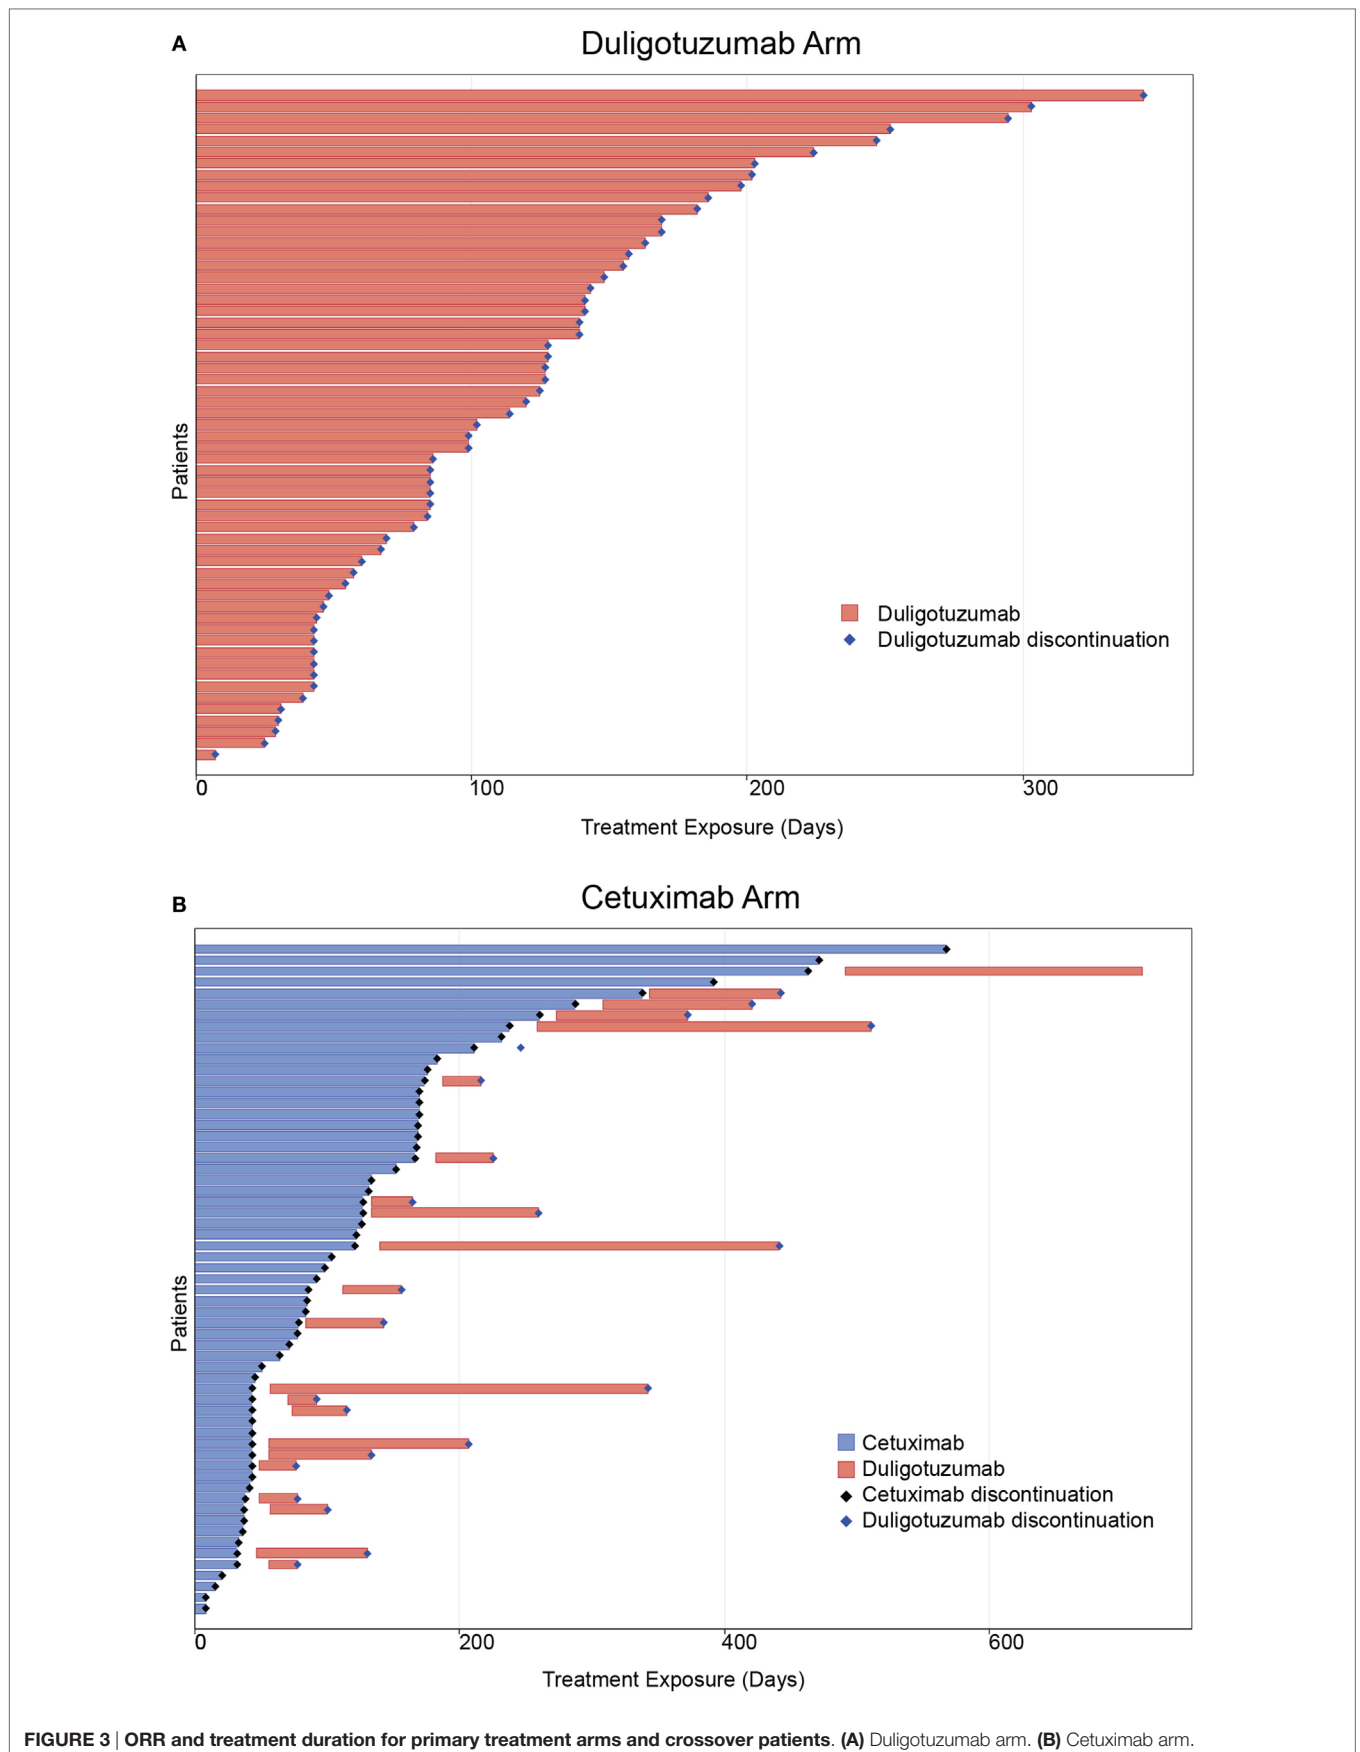 A
Duligotuzumab Arm
Patients
Duligotuzumab
Duligotuzumab discontinuation
0 100 200 300
Treatment Exposure (Days)
B
Cetuximab Arm
Patients
Cetuximab
Duligotuzumab
Cetuximab discontinuation
Duligotuzumab discontinuation
0 200 400 600
Treatment Exposure (Days)
FIGURE 3 | ORR and treatment duration for primary treatment arms and crossover patients. (A) Duligotuzumab arm. (B) Cetuximab arm.